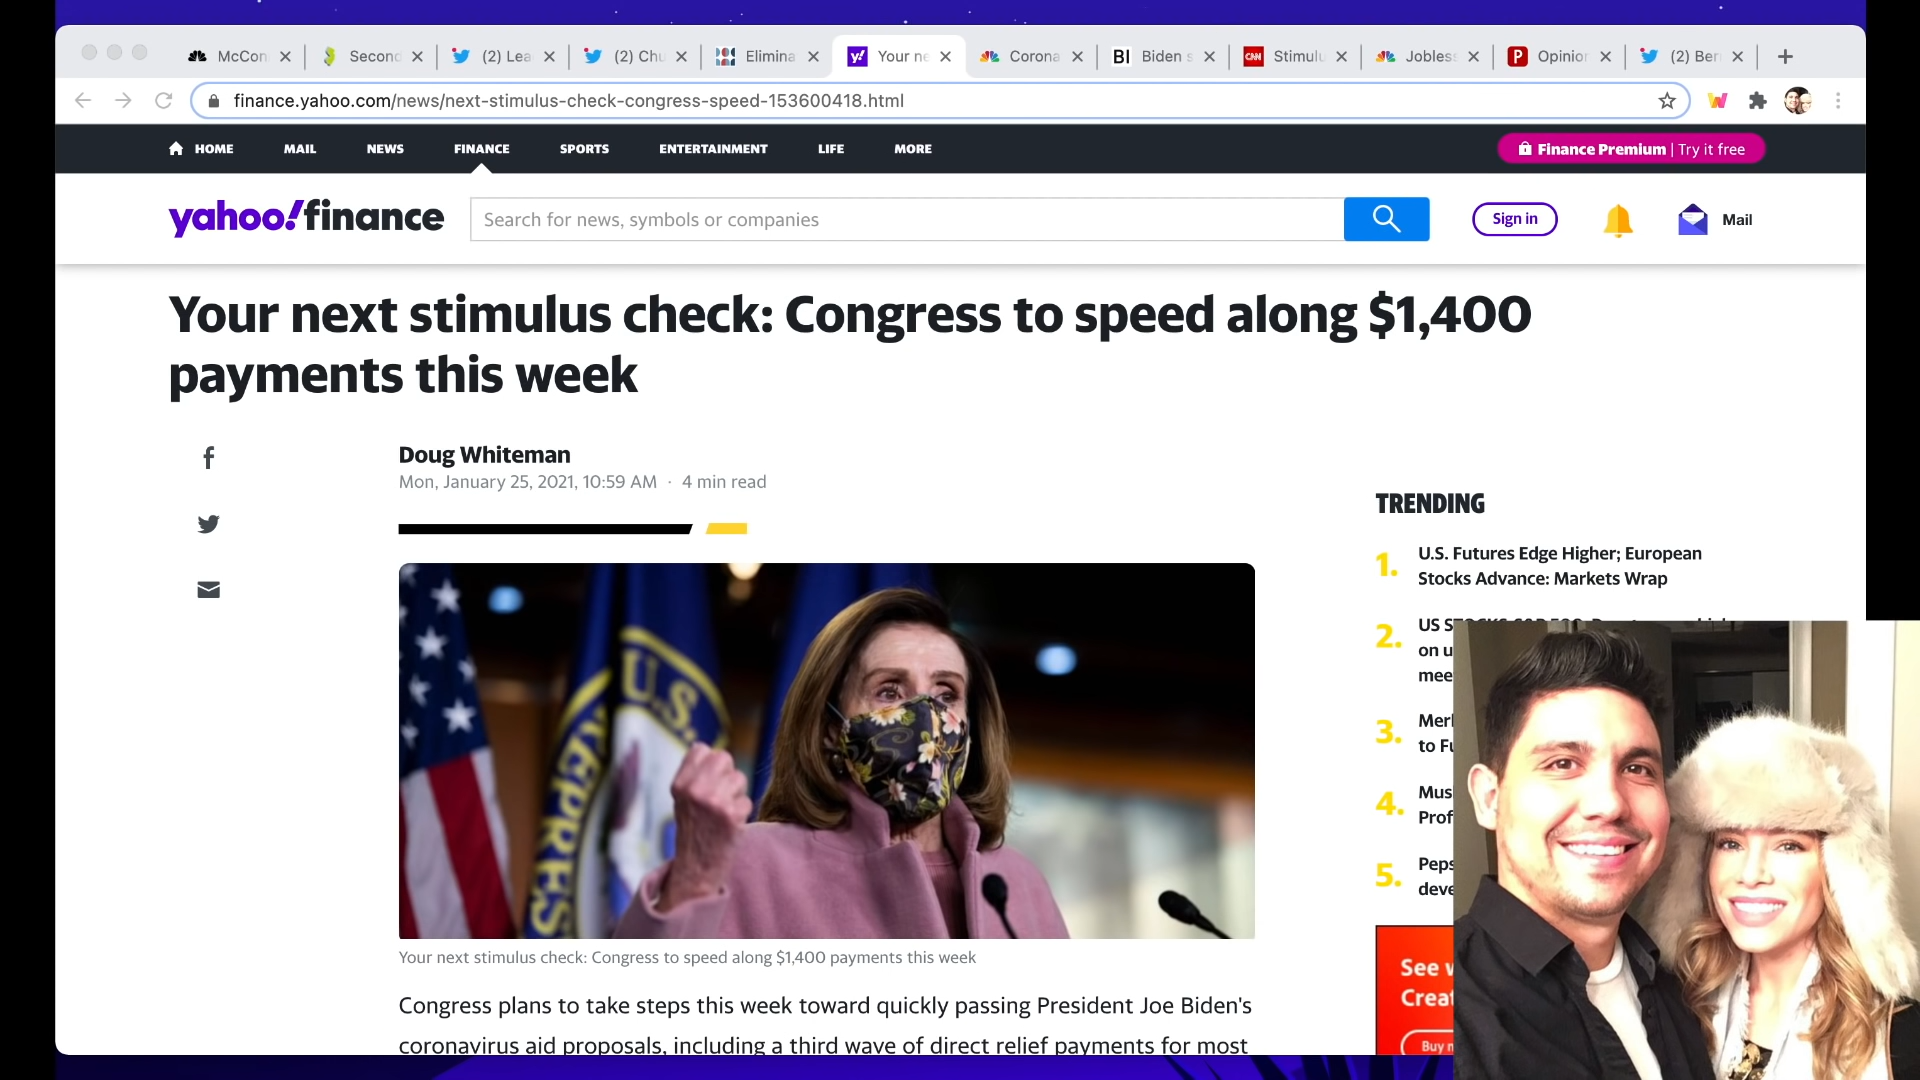 McCon
Second
(2) Lea
(2) Chu
Elimina
y!
Your ne
Corona
BI
Biden s
CNN
Stimulu
Jobless
P
Opinion
(2) Ber
finance.yahoo.com/news/next-stimulus-check-congress-speed-153600418.html
HOME MAIL NEWS FINANCE SPORTS ENTERTAINMENT LIFE MORE
Finance Premium | Try it free
yahoo!finance
Search for news, symbols or companies
Sign in
Mail
Your next stimulus check: Congress to speed along $1,400
payments this week
Doug Whiteman
Mon, January 25, 2021, 10:59 AM · 4 min read
TRENDING
1. U.S. Futures Edge Higher; European
Stocks Advance: Markets Wrap
2. US
on u
mee
3. Merl
to Fu
4. Mus
Prof
5. Peps
deve
U.S.
REPRES
Your next stimulus check: Congress to speed along $1,400 payments this week
Congress plans to take steps this week toward quickly passing President Joe Biden's
coronavirus aid proposals, including a third wave of direct relief payments for most
See
Crea
Buy